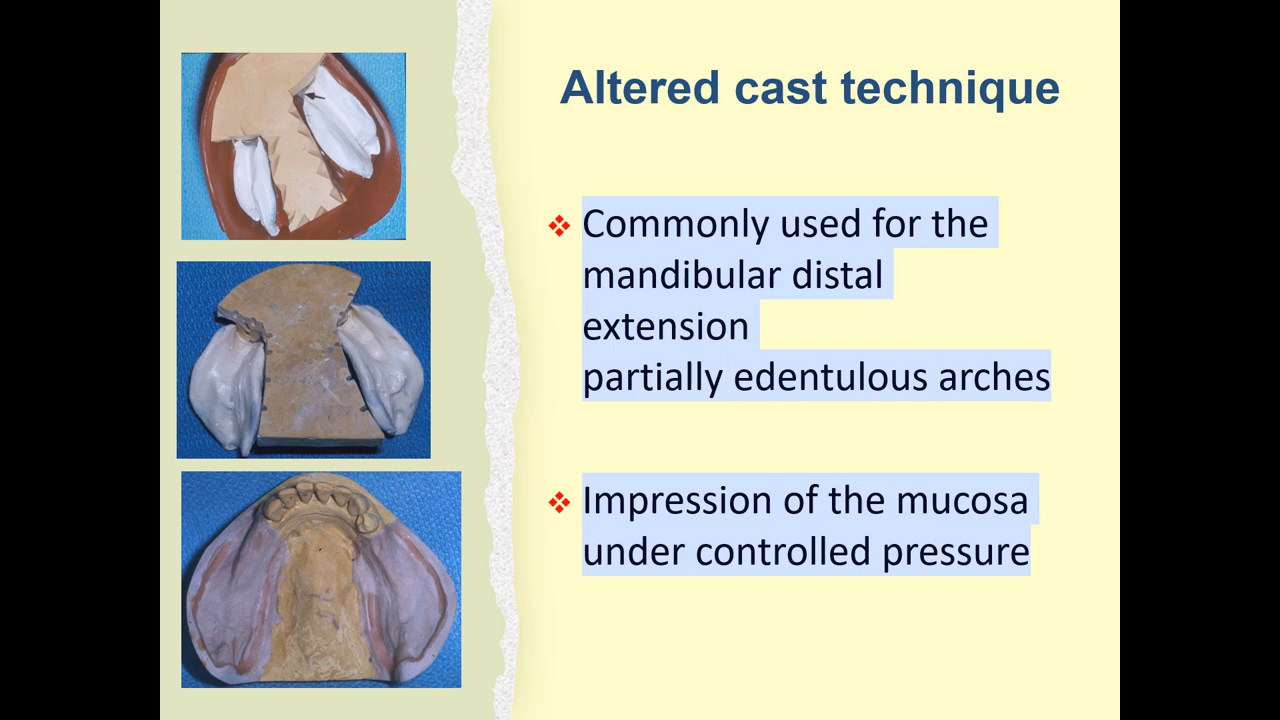 Altered cast technique
Commonly used for the
mandibular distal
extension
partially edentulous arches
Impression of the mucosa
under controlled pressure